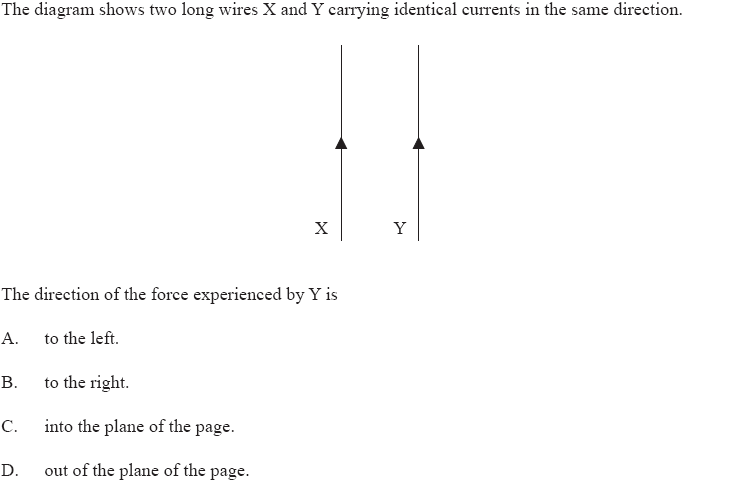 The diagram shows two long wires X and Y carrying identical currents in the same direction.
X Y
The direction of the force experienced by Y is
A. to the left.
B. to the right.
C. into the plane of the page.
D. out of the plane of the page.